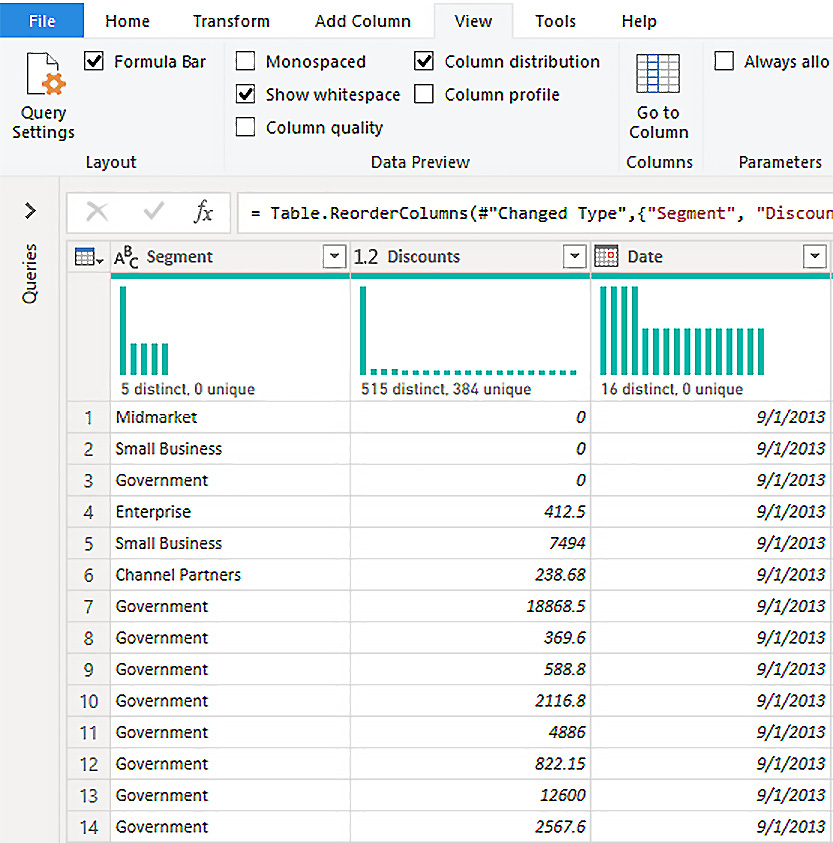 File Home Transform Add Column View Tools Help
Formula Bar Monospaced Column distribution Always allo
Show whitespace Column profile
Query Settings Column quality Go to Column
Layout Data Preview Columns Parameters
fx = Table.ReorderColumns(#"Changed Type",{"Segment", "Discoun
Queries
ABC Segment 1.2 Discounts Date
5 distinct, 0 unique 515 distinct, 384 unique 16 distinct, 0 unique
1 Midmarket 0 9/1/2013
2 Small Business 0 9/1/2013
3 Government 0 9/1/2013
4 Enterprise 412.5 9/1/2013
5 Small Business 7494 9/1/2013
6 Channel Partners 238.68 9/1/2013
7 Government 18868.5 9/1/2013
8 Government 369.6 9/1/2013
9 Government 588.8 9/1/2013
10 Government 2116.8 9/1/2013
11 Government 4886 9/1/2013
12 Government 822.15 9/1/2013
13 Government 12600 9/1/2013
14 Government 2567.6 9/1/2013